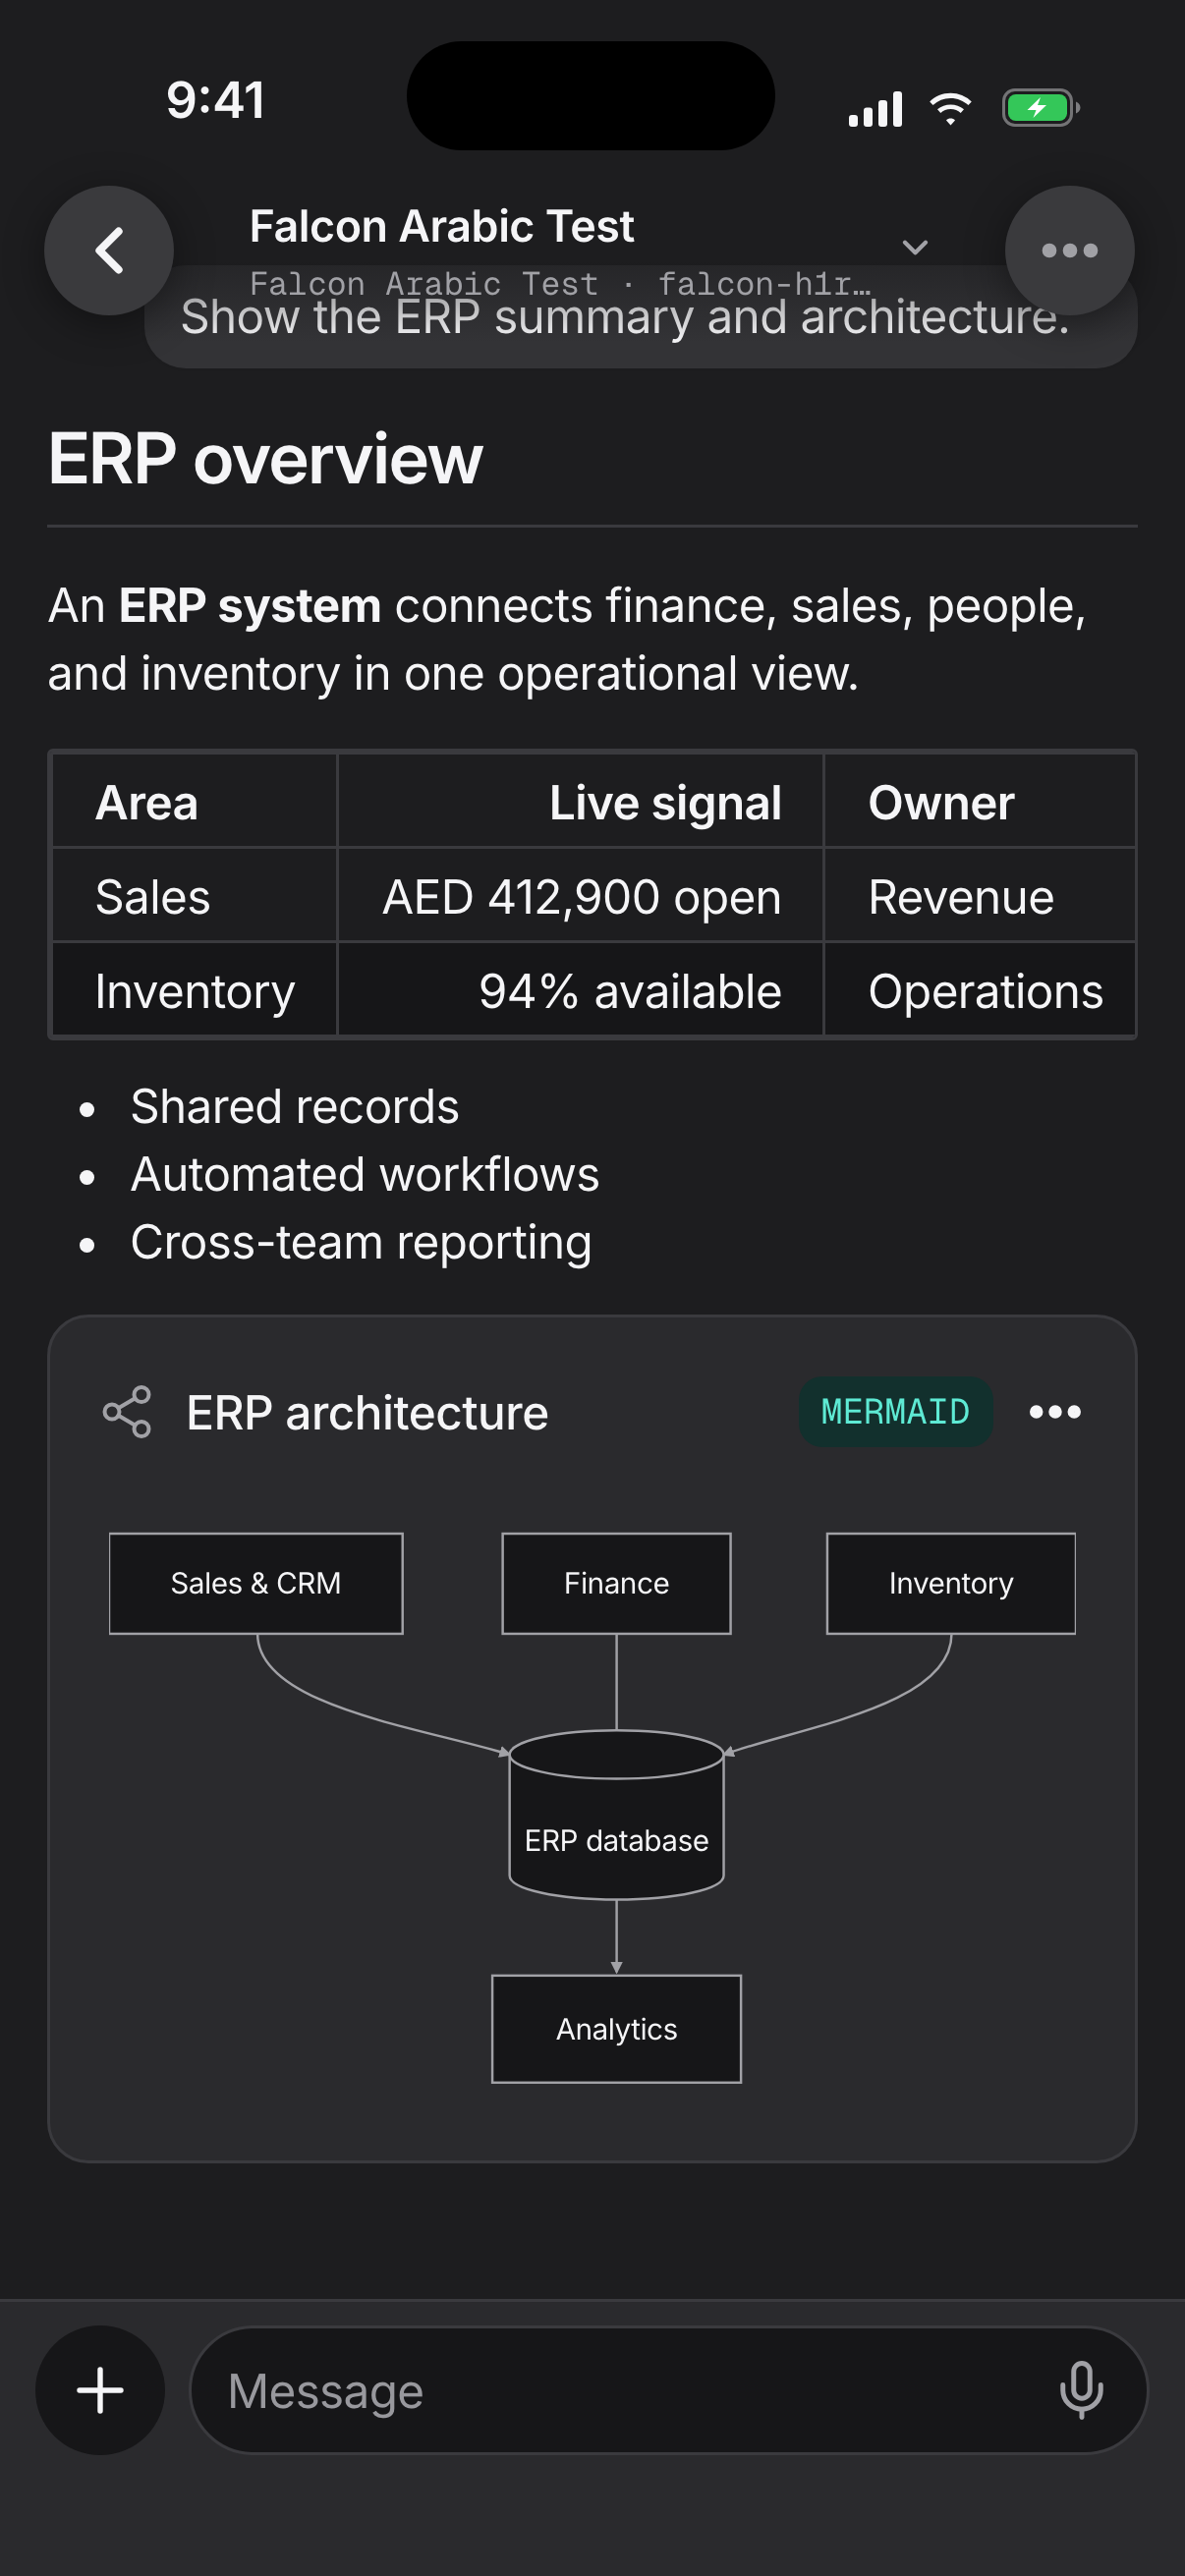 9:41
Falcon Arabic Test
Falcon Arabic Test · falcon-h1r…
Show the ERP summary and architecture.
ERP overview
An ERP system connects finance, sales, people,
and inventory in one operational view.
Area Live signal Owner
Sales AED 412,900 open Revenue
Inventory 94% available Operations
• Shared records
• Automated workflows
• Cross-team reporting
ERP architecture MERMAID
Sales & CRM Finance Inventory
ERP database
Analytics
Message